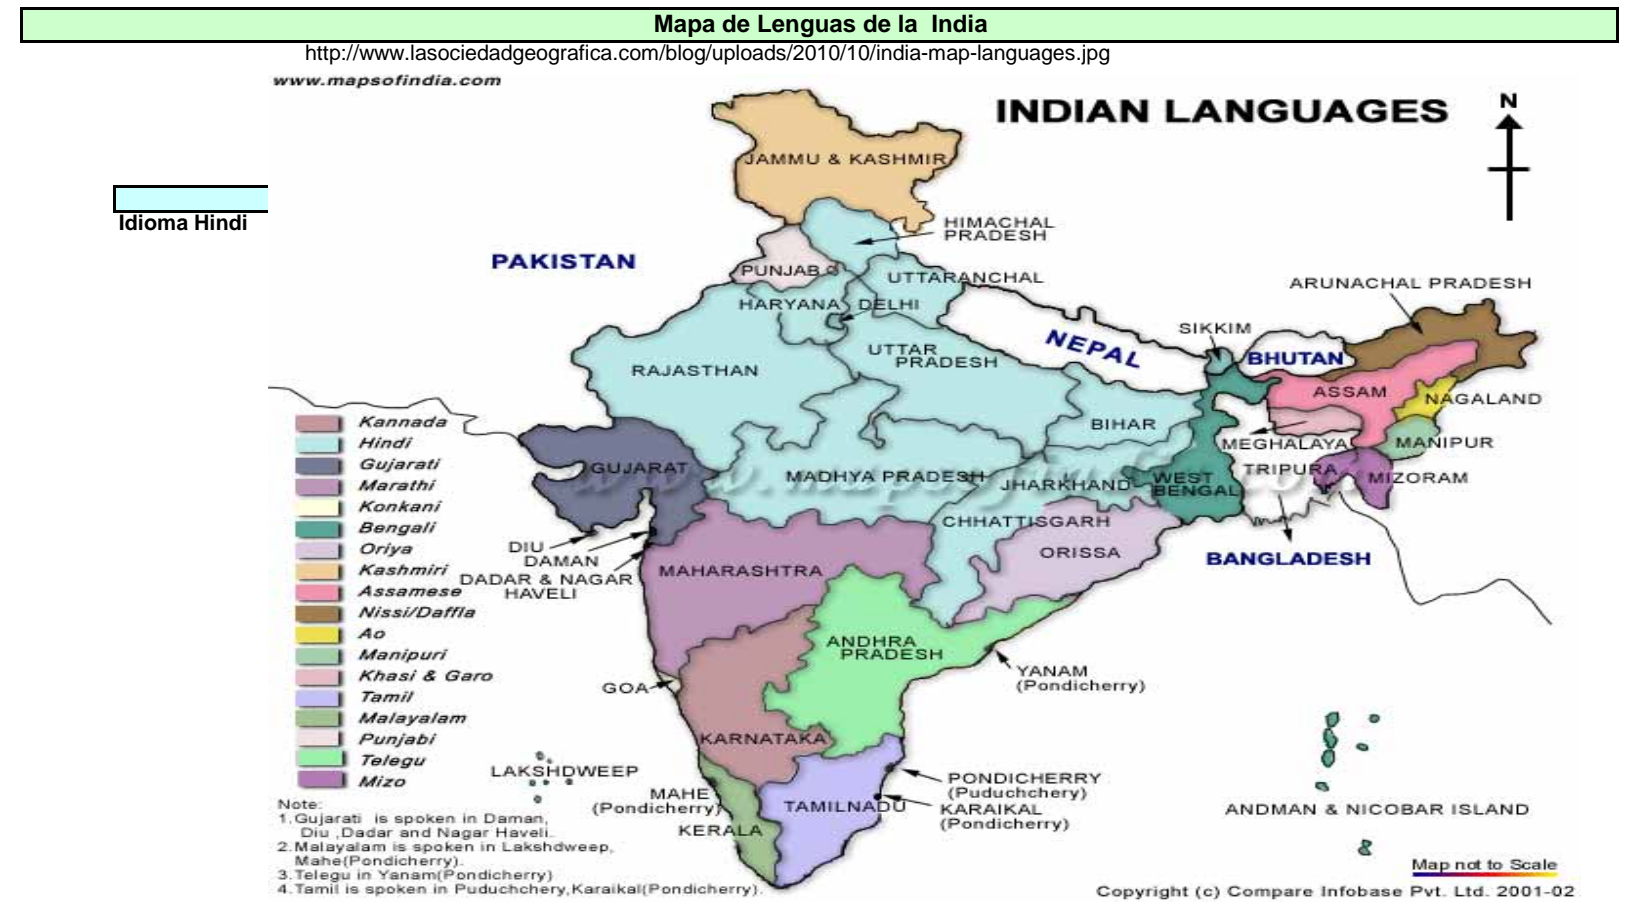 Mapa de Lenguas de la India
http://www.lasociedadgeografica.com/blog/uploads/2010/10/india-map-languages.jpg
www.mapsofindia.com
INDIAN LANGUAGES
N
JAMMU & KASHMIR
Idioma Hindi
HIMACHAL
PRADESH
PAKISTAN
PUNJAB
UTTARANCHAL
ARUNACHAL PRADESH
HARYANA
DELHI
SIKKIM
NEPAL
BHUTAN
UTTAR
PRADESH
RAJASTHAN
ASSAM
NAGALAND
BIHAR
MEGHALAYA
MANIPUR
GUJARAT
MADHYA PRADESH
JHARKHAND
WEST
BENGAL
TRIPURA
MIZORAM
CHHATTISGARH
ORISSA
BANGLADESH
DIU
DAMAN
DADAR & NAGAR
HAVELI
MAHARASHTRA
ANDHRA
PRADESH
YANAM
(Pondicherry)
GOA
KARNATAKA
LAKSHDWEEP
MAHE
(Pondicherry)
KERALA
TAMILNADU
PONDICHERRY
(Puduchery)
KARAIKAL
(Pondicherry)
ANDMAN & NICOBAR ISLAND
Kannada
Hindi
Gujarati
Marathi
Konkani
Bengali
Oriya
Kashmiri
Assamese
Nissi/Daffla
Ao
Manipuri
Khasi & Garo
Tamil
Malayalam
Punjabi
Telegu
Mizo
Note:
1.Gujarati is spoken in Daman,
Diu ,Dadar and Nagar Haveli.
2.Malayalam is spoken in Lakshdweep,
Mahe(Pondicherry).
3.Telegu in Yanam(Pondicherry)
4.Tamil is spoken in Puduchchery,Karaikal(Pondicherry).
Map not to Scale
Copyright (c) Compare Infobase Pvt. Ltd. 2001-02